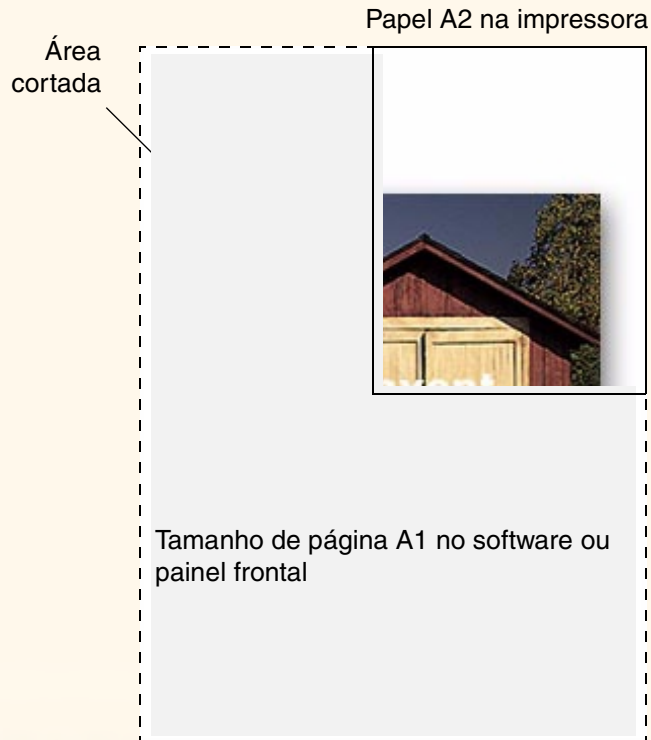 Papel A2 na impressora
Área
cortada
Tamanho de página A1 no software ou
painel frontal